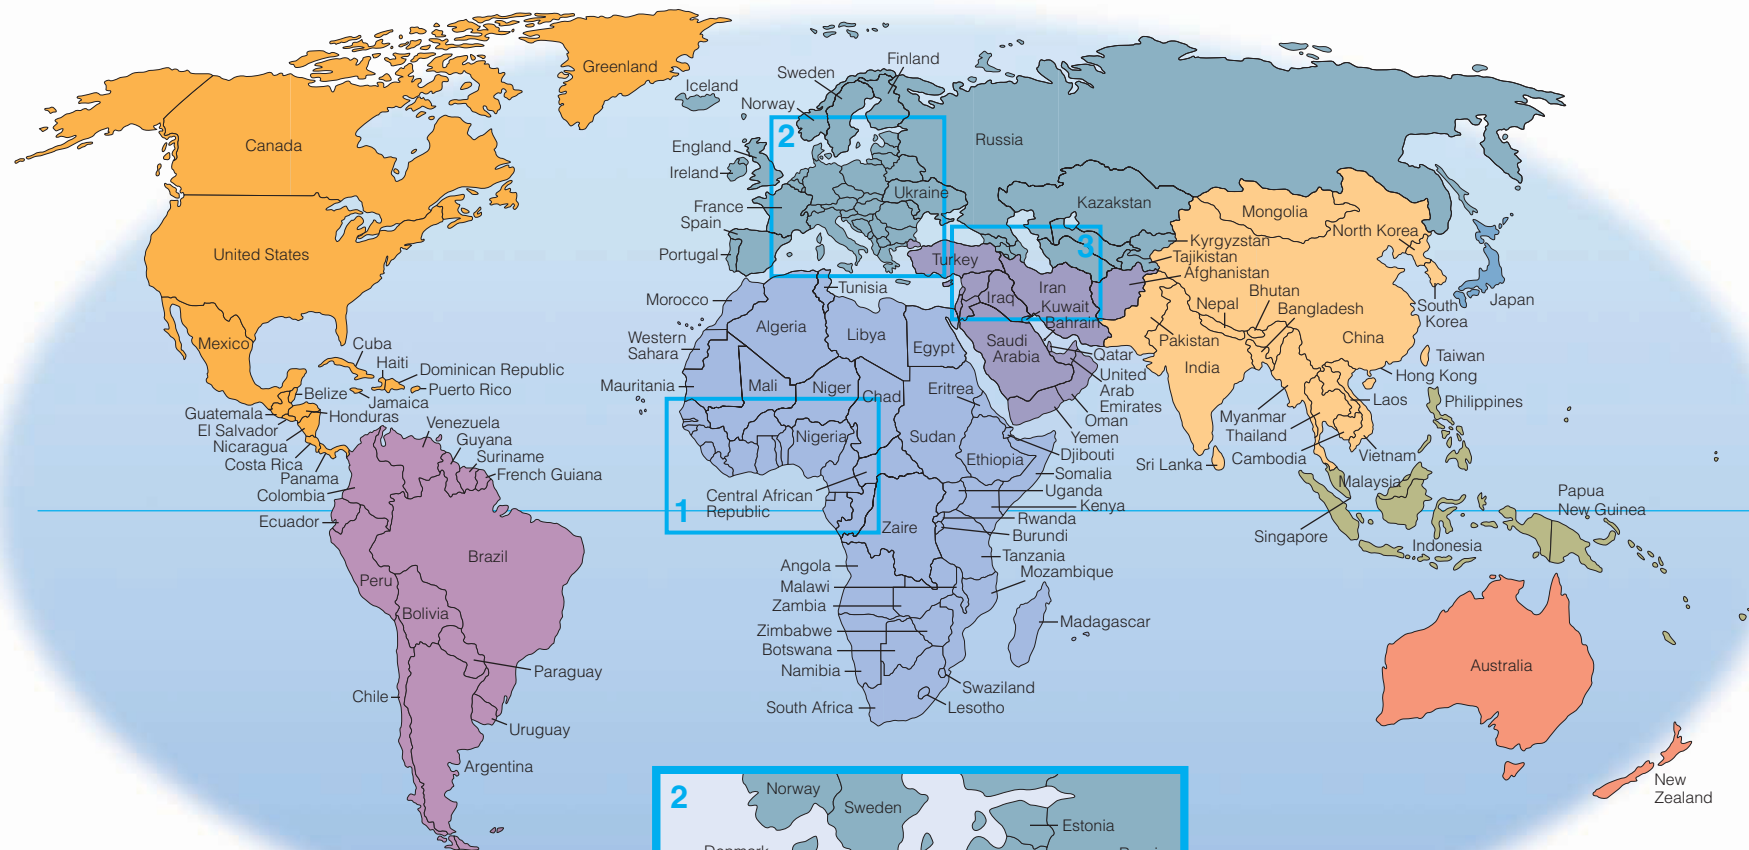 Greenland
Finland
Sweden
Iceland
Norway
2
Canada
England
Russia
Ireland
Ukraine
France
Kazakstan
Spain
Mongolia
North Korea
United States
Portugal
Turkey
3
Kyrgyzstan
Tajikistan
Afghanistan
Tunisia
Iran
Bhutan
Morocco
Iraq
Kuwait
Nepal
Bangladesh
South
Korea
Japan
Algeria
Libya
Bahrain
Western
Sahara
Egypt
Saudi
Arabia
Pakistan
China
Mexico
Cuba
Haiti
Dominican Republic
Qatar
India
Taiwan
Hong Kong
Mauritania
Mali
Niger
Chad
Eritrea
United
Arab
Emirates
Puerto Rico
Belize
Jamaica
Laos
Philippines
Guatemala
Honduras
Oman
Myanmar
El Salvador
Venezuela
Nigeria
Sudan
Yemen
Thailand
Nicaragua
Guyana
Djibouti
Vietnam
Costa Rica
Suriname
Ethiopia
Sri Lanka
Cambodia
Panama
French Guiana
Somalia
Malaysia
Colombia
Central African
Republic
Uganda
Papua
New Guinea
1
Kenya
Ecuador
Zaire
Rwanda
Burundi
Singapore
Indonesia
Brazil
Tanzania
Angola
Mozambique
Peru
Malawi
Bolivia
Zambia
Madagascar
Zimbabwe
Botswana
Paraguay
Namibia
Australia
Chile
Swaziland
South Africa
Lesotho
Uruguay
Argentina
New
Zealand
2
Norway
Sweden
Estonia